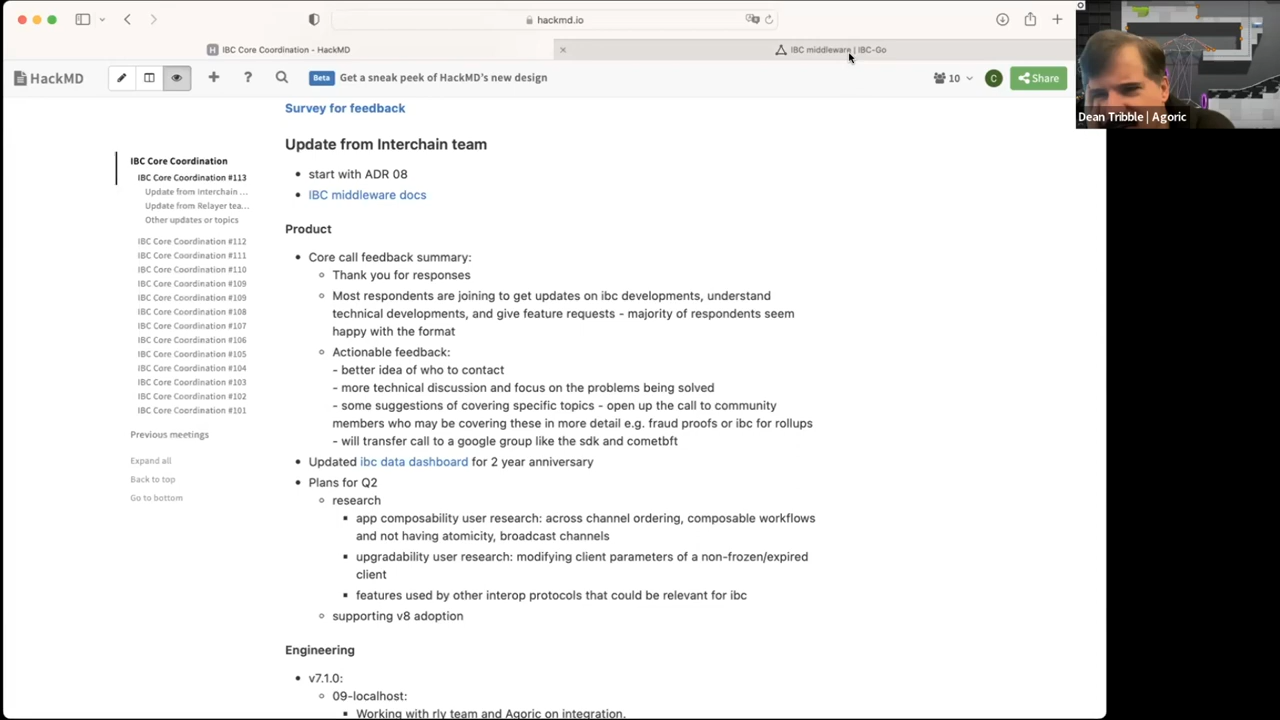 hackmd.io
IBC Core Coordination - HackMD
IBC middleware | IBC-Go
HackMD
Beta Get a sneak peek of HackMD's new design
10
C
Share
Dean Tribble | Agoric
IBC Core Coordination
IBC Core Coordination #113
Update from Interchain ...
Update from Relayer tea...
Other updates or topics
IBC Core Coordination #112
IBC Core Coordination #111
IBC Core Coordination #110
IBC Core Coordination #109
IBC Core Coordination #109
IBC Core Coordination #108
IBC Core Coordination #107
IBC Core Coordination #106
IBC Core Coordination #105
IBC Core Coordination #104
IBC Core Coordination #103
IBC Core Coordination #102
IBC Core Coordination #101
Previous meetings
Expand all
Back to top
Go to bottom
Survey for feedback
Update from Interchain team
start with ADR 08
IBC middleware docs
Product
Core call feedback summary:
Thank you for responses
Most respondents are joining to get updates on ibc developments, understand
technical developments, and give feature requests - majority of respondents seem
happy with the format
Actionable feedback:
- better idea of who to contact
- more technical discussion and focus on the problems being solved
- some suggestions of covering specific topics - open up the call to community
members who may be covering these in more detail e.g. fraud proofs or ibc for rollups
- will transfer call to a google group like the sdk and cometbft
Updated ibc data dashboard for 2 year anniversary
Plans for Q2
research
app composability user research: across channel ordering, composable workflows
and not having atomicity, broadcast channels
upgradability user research: modifying client parameters of a non-frozen/expired
client
features used by other interop protocols that could be relevant for ibc
supporting v8 adoption
Engineering
v7.1.0:
09-localhost:
Working with rly team and Agoric on integration.